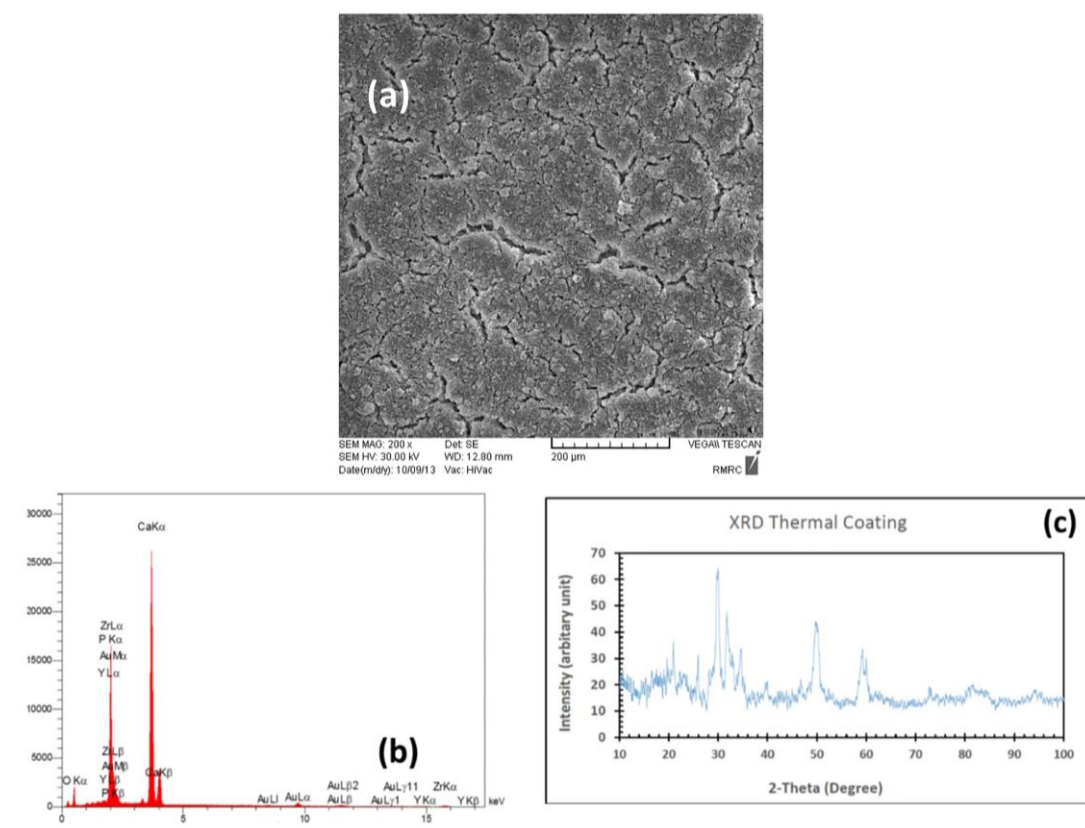 (a)
SEM MAG: 200 x Det: SE VEGA\\ TESCAN
SEM HV: 30.00 kV WD: 12.80 mm 200 µm
Date(m/d/y): 10/09/13 Vac: HiVac RMRC
(b)
30000
25000
20000
15000
10000
5000
0
CaKα
ZrLα
P Kα
AuMα
YLα
ZrLβ
AuMβ
P Kβ
CaKβ
O Kα
AuLl
AuLα
AuLβ2
AuLβ
AuLγ11
AuLγ1
YKα
ZrKα
YKβ
keV
0 5 10 15
(c)
XRD Thermal Coating
Intensity (arbitary unit)
70
60
50
40
30
20
10
0
10 20 30 40 50 60 70 80 90 100
2-Theta (Degree)